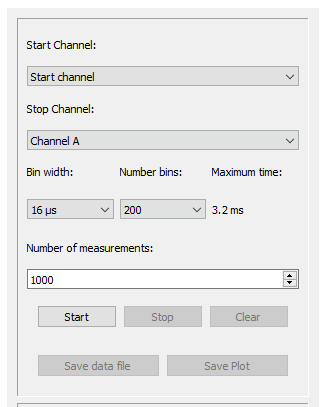 Start Channel:
Start channel
Stop Channel:
Channel A
Bin width: Number bins: Maximum time:
16 µs 200 3.2 ms
Number of measurements:
1000
Start Stop Clear
Save data file Save Plot